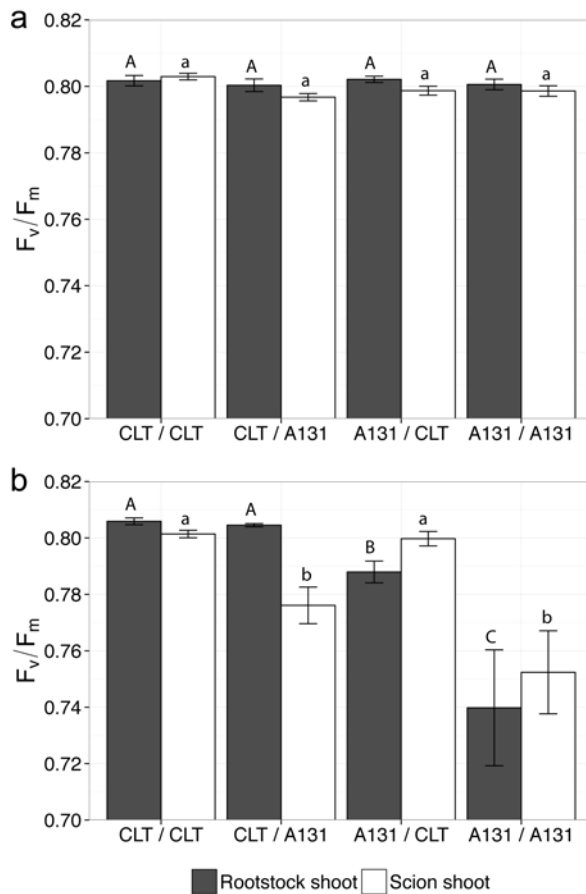 a
0.82
0.80
0.78
0.76
0.74
0.72
0.70
Fv/Fm
A a A a A a A a
CLT / CLT CLT / A131 A131 / CLT A131 / A131
b
0.82
0.80
0.78
0.76
0.74
0.72
0.70
Fv/Fm
A a A b B a C b
CLT / CLT CLT / A131 A131 / CLT A131 / A131
Rootstock shoot Scion shoot